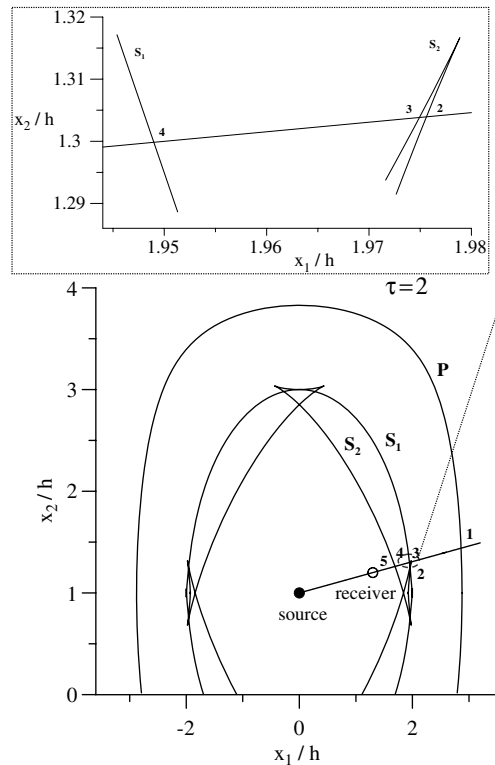 1.32
S₁
S₂
1.31
x₂ / h
4
3
2
1.3
1.29
1.95
1.96
1.97
1.98
x₁ / h
τ=2
4
P
3
S₂
S₁
x₂ / h
2
1
4
3
5
2
1
receiver
source
0
-2
0
2
x₁ / h